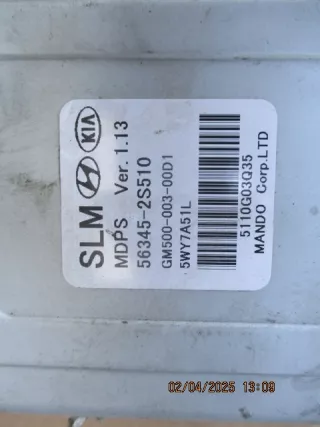 SLM KIA
MDPS Ver. 1.13
56345-2S510
GM500-003-00D1
5WY7A51L
5110G03Q35
MANDO Corp.LTD
02/04/2025 13:09